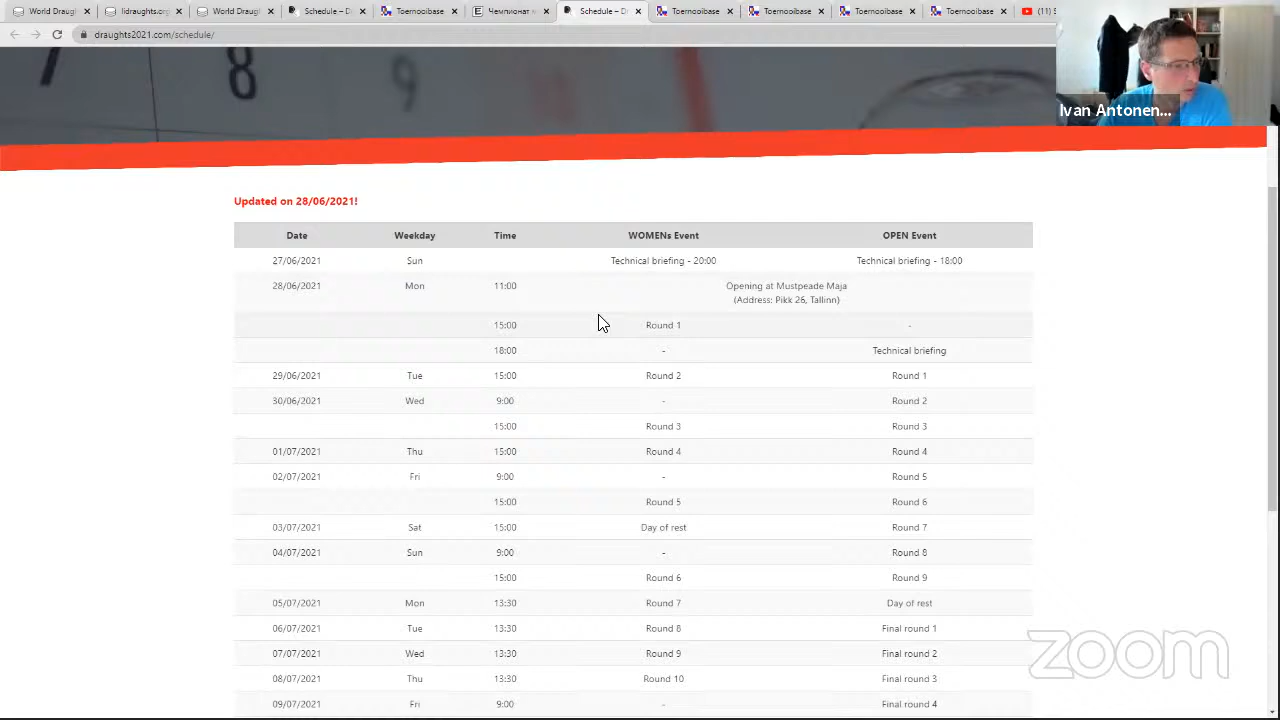 World Draugh
lidraughts.org
World Draugh
Schedule – D
Toernooibase
Чемпіонат к
Schedule – D
Toernooibase
Toernooibase
Toernooibase
Toernooibase
(11) S
draughts2021.com/schedule/
Ivan Antonen...
7 8 9 10
Updated on 28/06/2021!
Date Weekday Time WOMENs Event OPEN Event
27/06/2021 Sun Technical briefing - 20:00 Technical briefing - 18:00
28/06/2021 Mon 11:00 Opening at Mustpeade Maja
(Address: Pikk 26, Tallinn)
15:00 Round 1 -
18:00 - Technical briefing
29/06/2021 Tue 15:00 Round 2 Round 1
30/06/2021 Wed 9:00 - Round 2
15:00 Round 3 Round 3
01/07/2021 Thu 15:00 Round 4 Round 4
02/07/2021 Fri 9:00 - Round 5
15:00 Round 5 Round 6
03/07/2021 Sat 15:00 Day of rest Round 7
04/07/2021 Sun 9:00 - Round 8
15:00 Round 6 Round 9
05/07/2021 Mon 13:30 Round 7 Day of rest
06/07/2021 Tue 13:30 Round 8 Final round 1
07/07/2021 Wed 13:30 Round 9 Final round 2
08/07/2021 Thu 13:30 Round 10 Final round 3
09/07/2021 Fri 9:00 - Final round 4
zoom